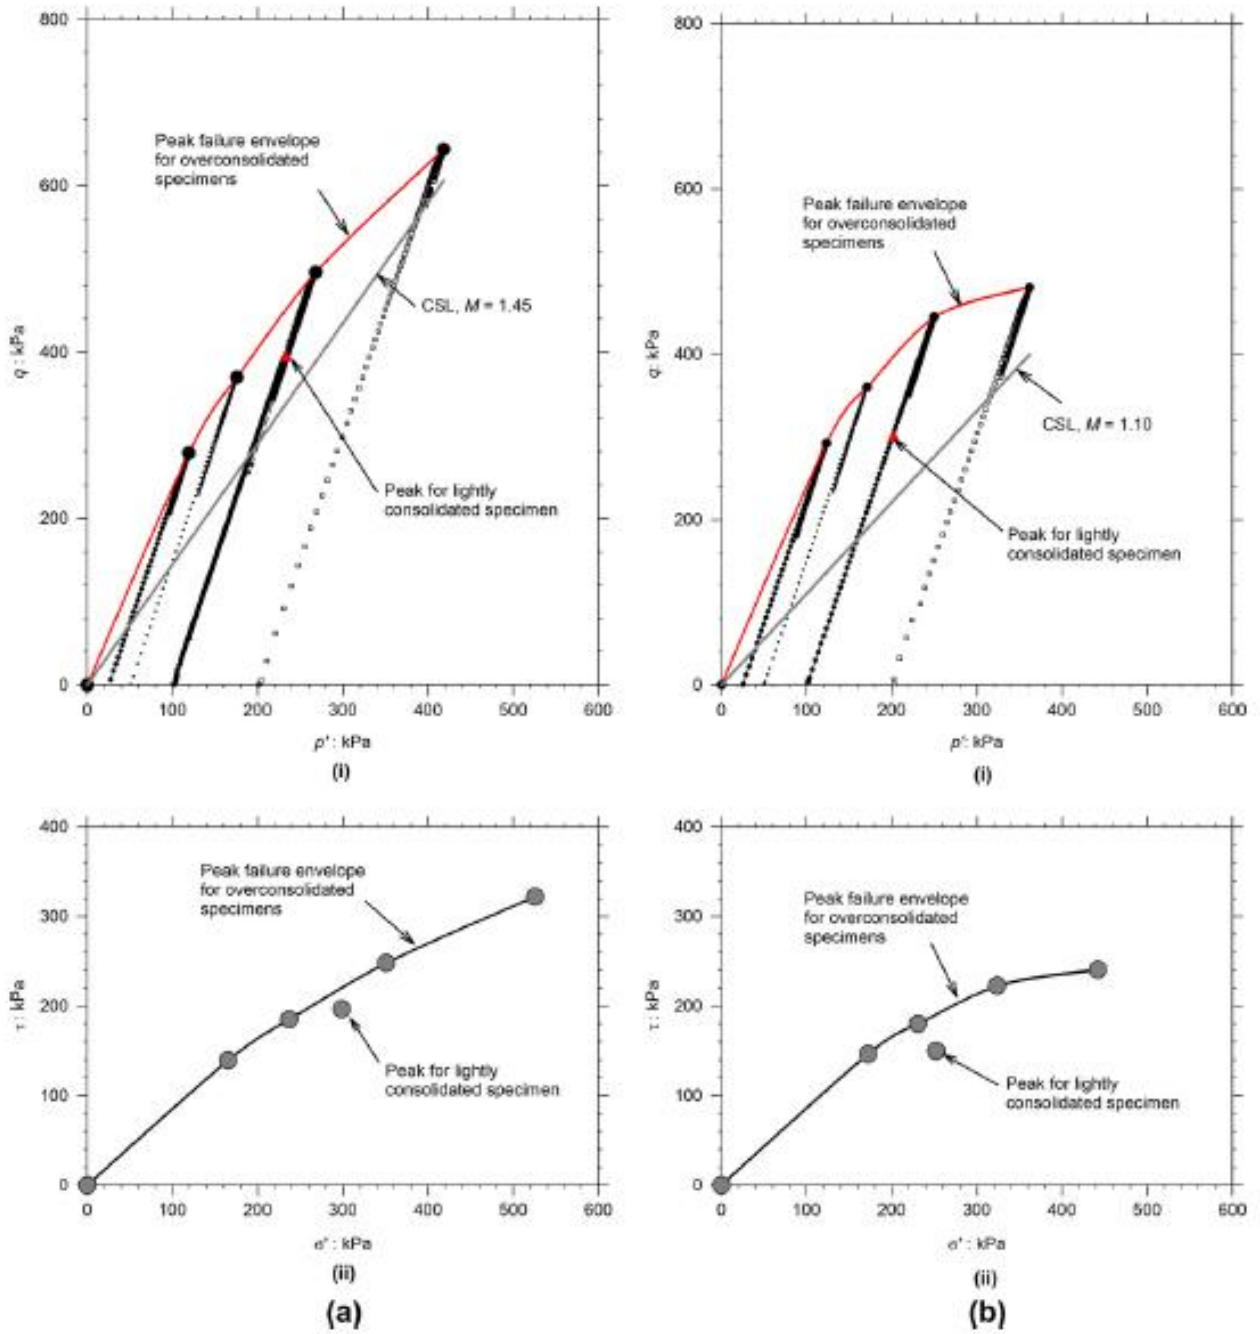 800
600
400
200
0
q : kPa
Peak failure envelope
for overconsolidated
specimens
CSL, M = 1.45
Peak for lightly
consolidated specimen
0 100 200 300 400 500 600
p' : kPa
(i)
800
600
400
200
0
q: kPa
Peak failure envelope
for overconsolidated
specimens
CSL, M = 1.10
Peak for lightly
consolidated specimen
0 100 200 300 400 500 600
p': kPa
(i)
400
300
200
100
0
τ : kPa
Peak failure envelope
for overconsolidated
specimens
Peak for lightly
consolidated specimen
0 100 200 300 400 500 600
σ' : kPa
(ii)
(a)
400
300
200
100
0
τ : kPa
Peak failure envelope
for overconsolidated
specimens
Peak for lightly
consolidated specimen
0 100 200 300 400 500 600
σ' : kPa
(ii)
(b)